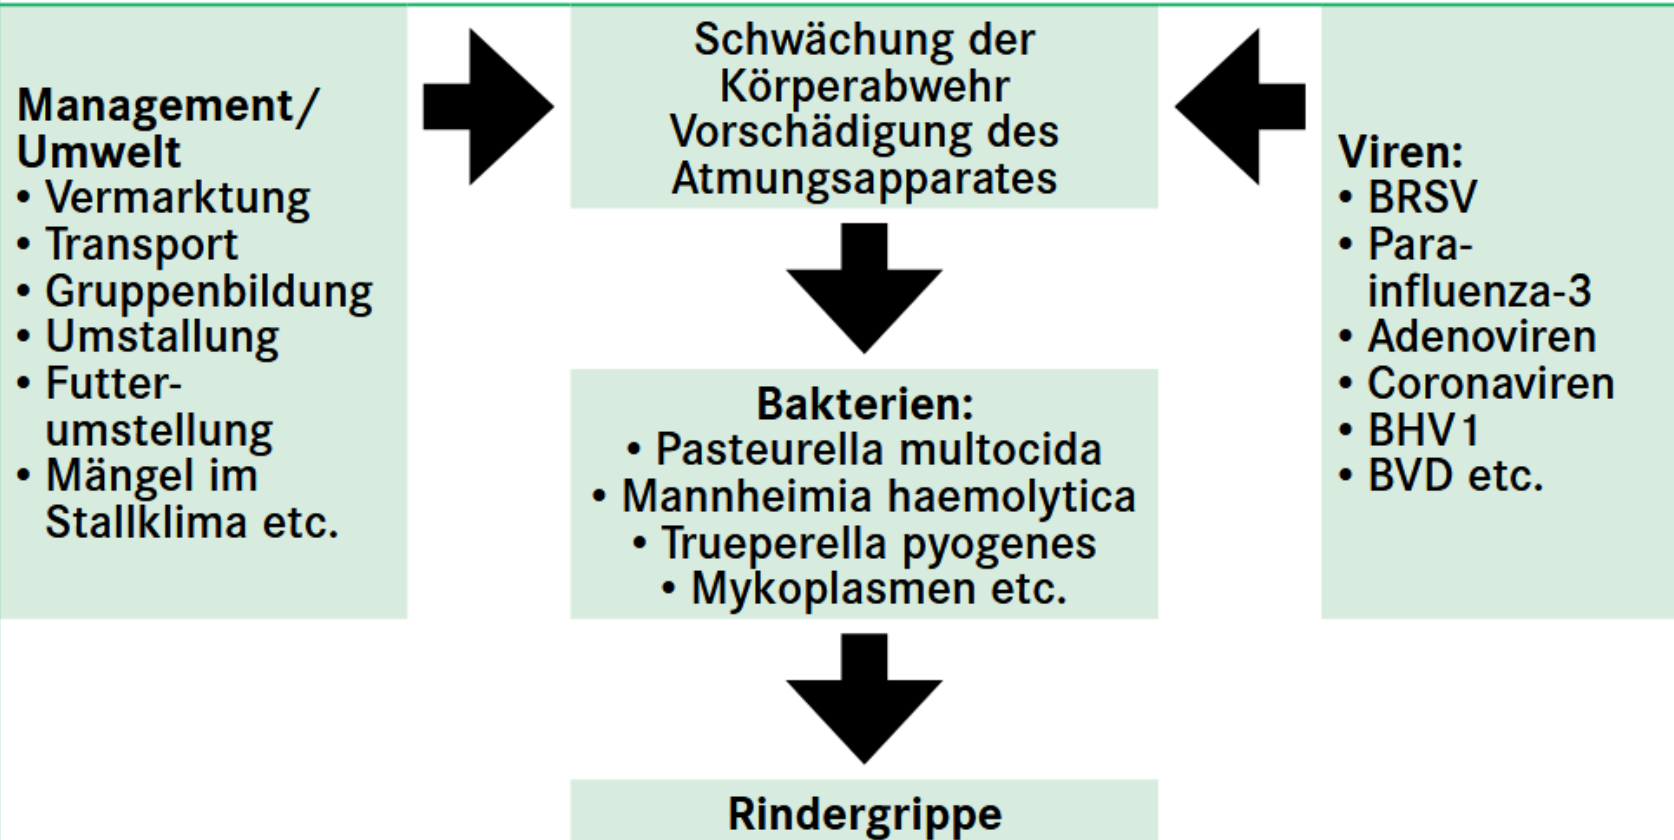 Management/
Umwelt
• Vermarktung
• Transport
• Gruppenbildung
• Umstallung
• Futter-
umstellung
• Mängel im
Stallklima etc.
Schwächung der
Körperabwehr
Vorschädigung des
Atmungsapparates
Viren:
• BRSV
• Para-
influenza-3
• Adenoviren
• Coronaviren
• BHV1
• BVD etc.
Bakterien:
• Pasteurella multocida
• Mannheimia haemolytica
• Trueperella pyogenes
• Mykoplasmen etc.
Rindergrippe